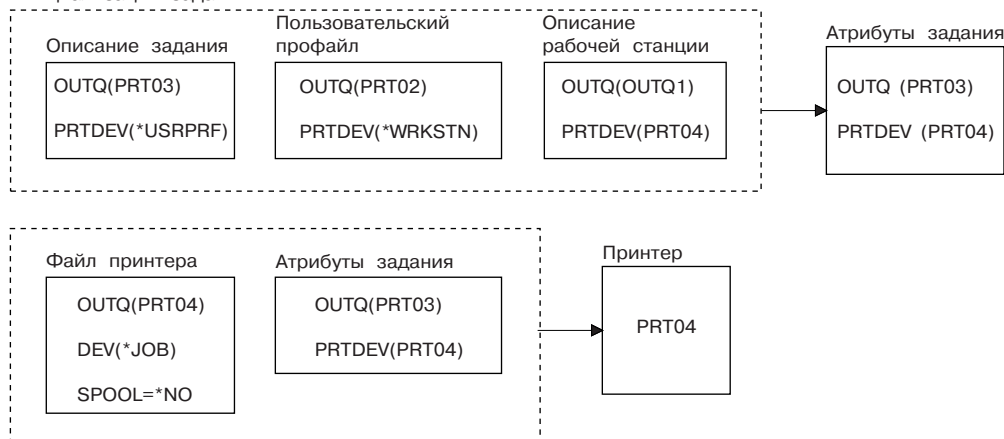 Описание задания
OUTQ(PRT03)
PRTDEV(*USRPRF)
Пользовательский
профайл
OUTQ(PRT02)
PRTDEV(*WRKSTN)
Описание
рабочей станции
OUTQ(OUTQ1)
PRTDEV(PRT04)
Атрибуты задания
OUTQ (PRT03)
PRTDEV (PRT04)
Файл принтера
OUTQ(PRT04)
DEV(*JOB)
SPOOL=*NO
Атрибуты задания
OUTQ(PRT03)
PRTDEV(PRT04)
Принтер
PRT04